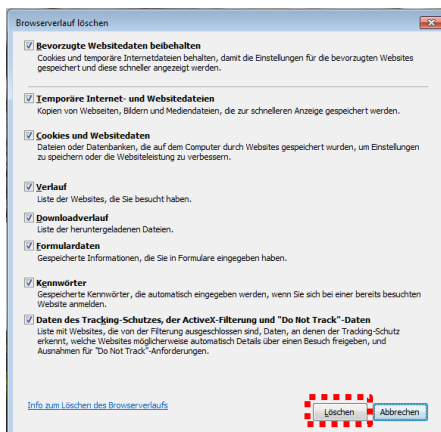 Browserverlauf löschen
Bevorzugte Websitedaten beibehalten
Cookies und temporäre Internetdateien behalten, damit die Einstellungen für die bevorzugten Websites
gespeichert und diese schneller angezeigt werden.
Temporäre Internet- und Websitedateien
Kopien von Webseiten, Bildern und Mediendateien, die zur schnelleren Anzeige gespeichert werden.
Cookies und Websitedaten
Dateien oder Datenbanken, die auf dem Computer durch Websites gespeichert wurden, um Einstellungen
zu speichern oder die Websiteleistung zu verbessern.
Verlauf
Liste der Websites, die Sie besucht haben.
Downloadverlauf
Liste der heruntergeladenen Dateien.
Formulardaten
Gespeicherte Informationen, die Sie in Formulare eingegeben haben.
Kennwörter
Gespeicherte Kennwörter, die automatisch eingegeben werden, wenn Sie sich bei einer bereits besuchten
Website anmelden.
Daten des Tracking-Schutzes, der ActiveX-Filterung und "Do Not Track"-Daten
Liste mit Websites, die von der Filterung ausgeschlossen sind, Daten, an denen der Tracking-Schutz
erkennt, welche Websites möglicherweise automatisch Details über einen Besuch freigeben, und
Ausnahmen für "Do Not Track"-Anforderungen.
Info zum Löschen des Browserverlaufs
Löschen
Abbrechen